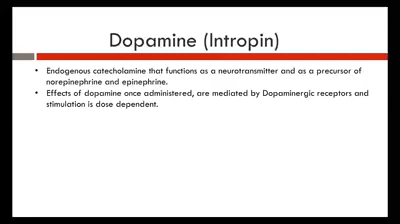 Dopamine (Intropin)
• Endogenous catecholamine that functions as a neurotransmitter and as a precursor of
norepinephrine and epinephrine.
• Effects of dopamine once administered, are mediated by Dopaminergic receptors and
stimulation is dose dependent.